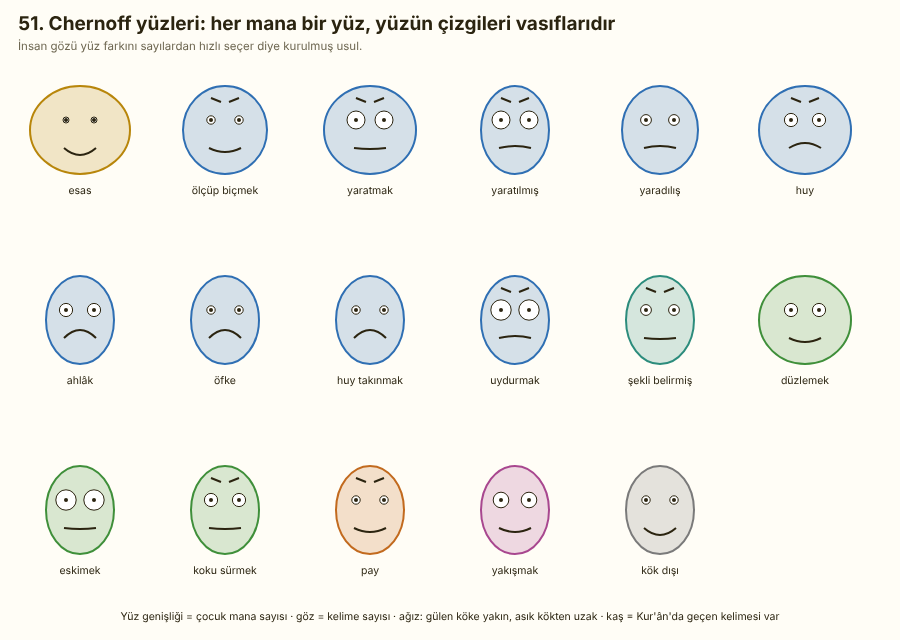 51. Chernoff yüzleri: her mana bir yüz, yüzün çizgileri vasıflarıdır
İnsan gözü yüz farkını sayılardan hızlı seçer diye kurulmuş usul.
esas
ölçüp biçmek
yaratmak
yaratılmış
yaradılış
huy
ahlâk
öfke
huy takınmak
uydurmak
şekli belirmiş
düzlemek
eskimek
koku sürmek
pay
yakışmak
kök dışı
Yüz genişliği = çocuk mana sayısı · göz = kelime sayısı · ağız: gülen köke yakın, asık kökten uzak · kaş = Kur'ân'da geçen kelimesi var